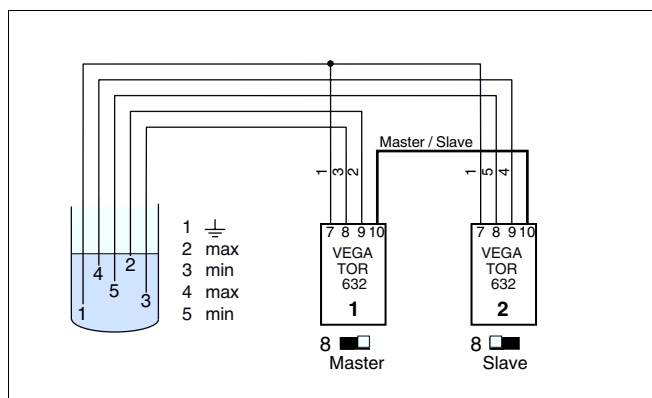 Master / Slave
1 3 2
1 5 4
7 8 9 10
7 8 9 10
VEGA
TOR
632
1
VEGA
TOR
632
2
1 ⏚
2 max
3 min
4 max
5 min
4
2
5
3
1
8
Master
8
Slave